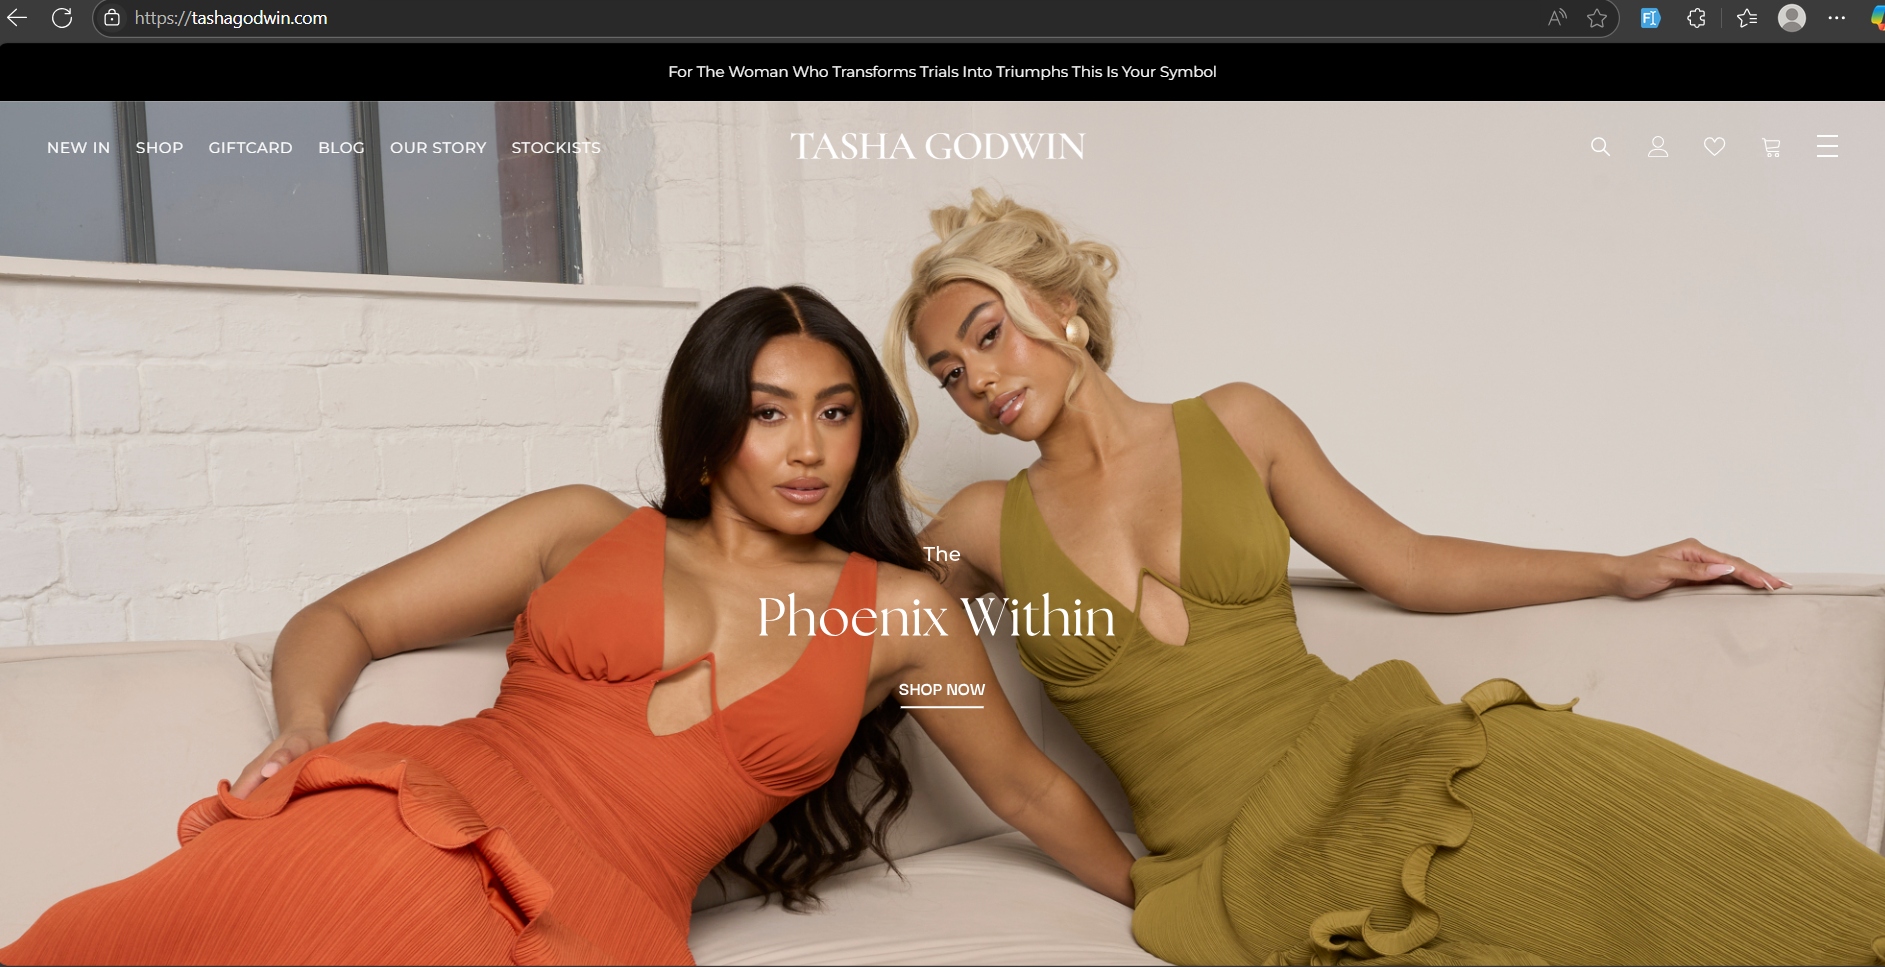 https://tashagodwin.com
For The Woman Who Transforms Trials Into Triumphs This Is Your Symbol
NEW IN SHOP GIFTCARD BLOG OUR STORY STOCKISTS
TASHA GODWIN
The
Phoenix Within
SHOP NOW